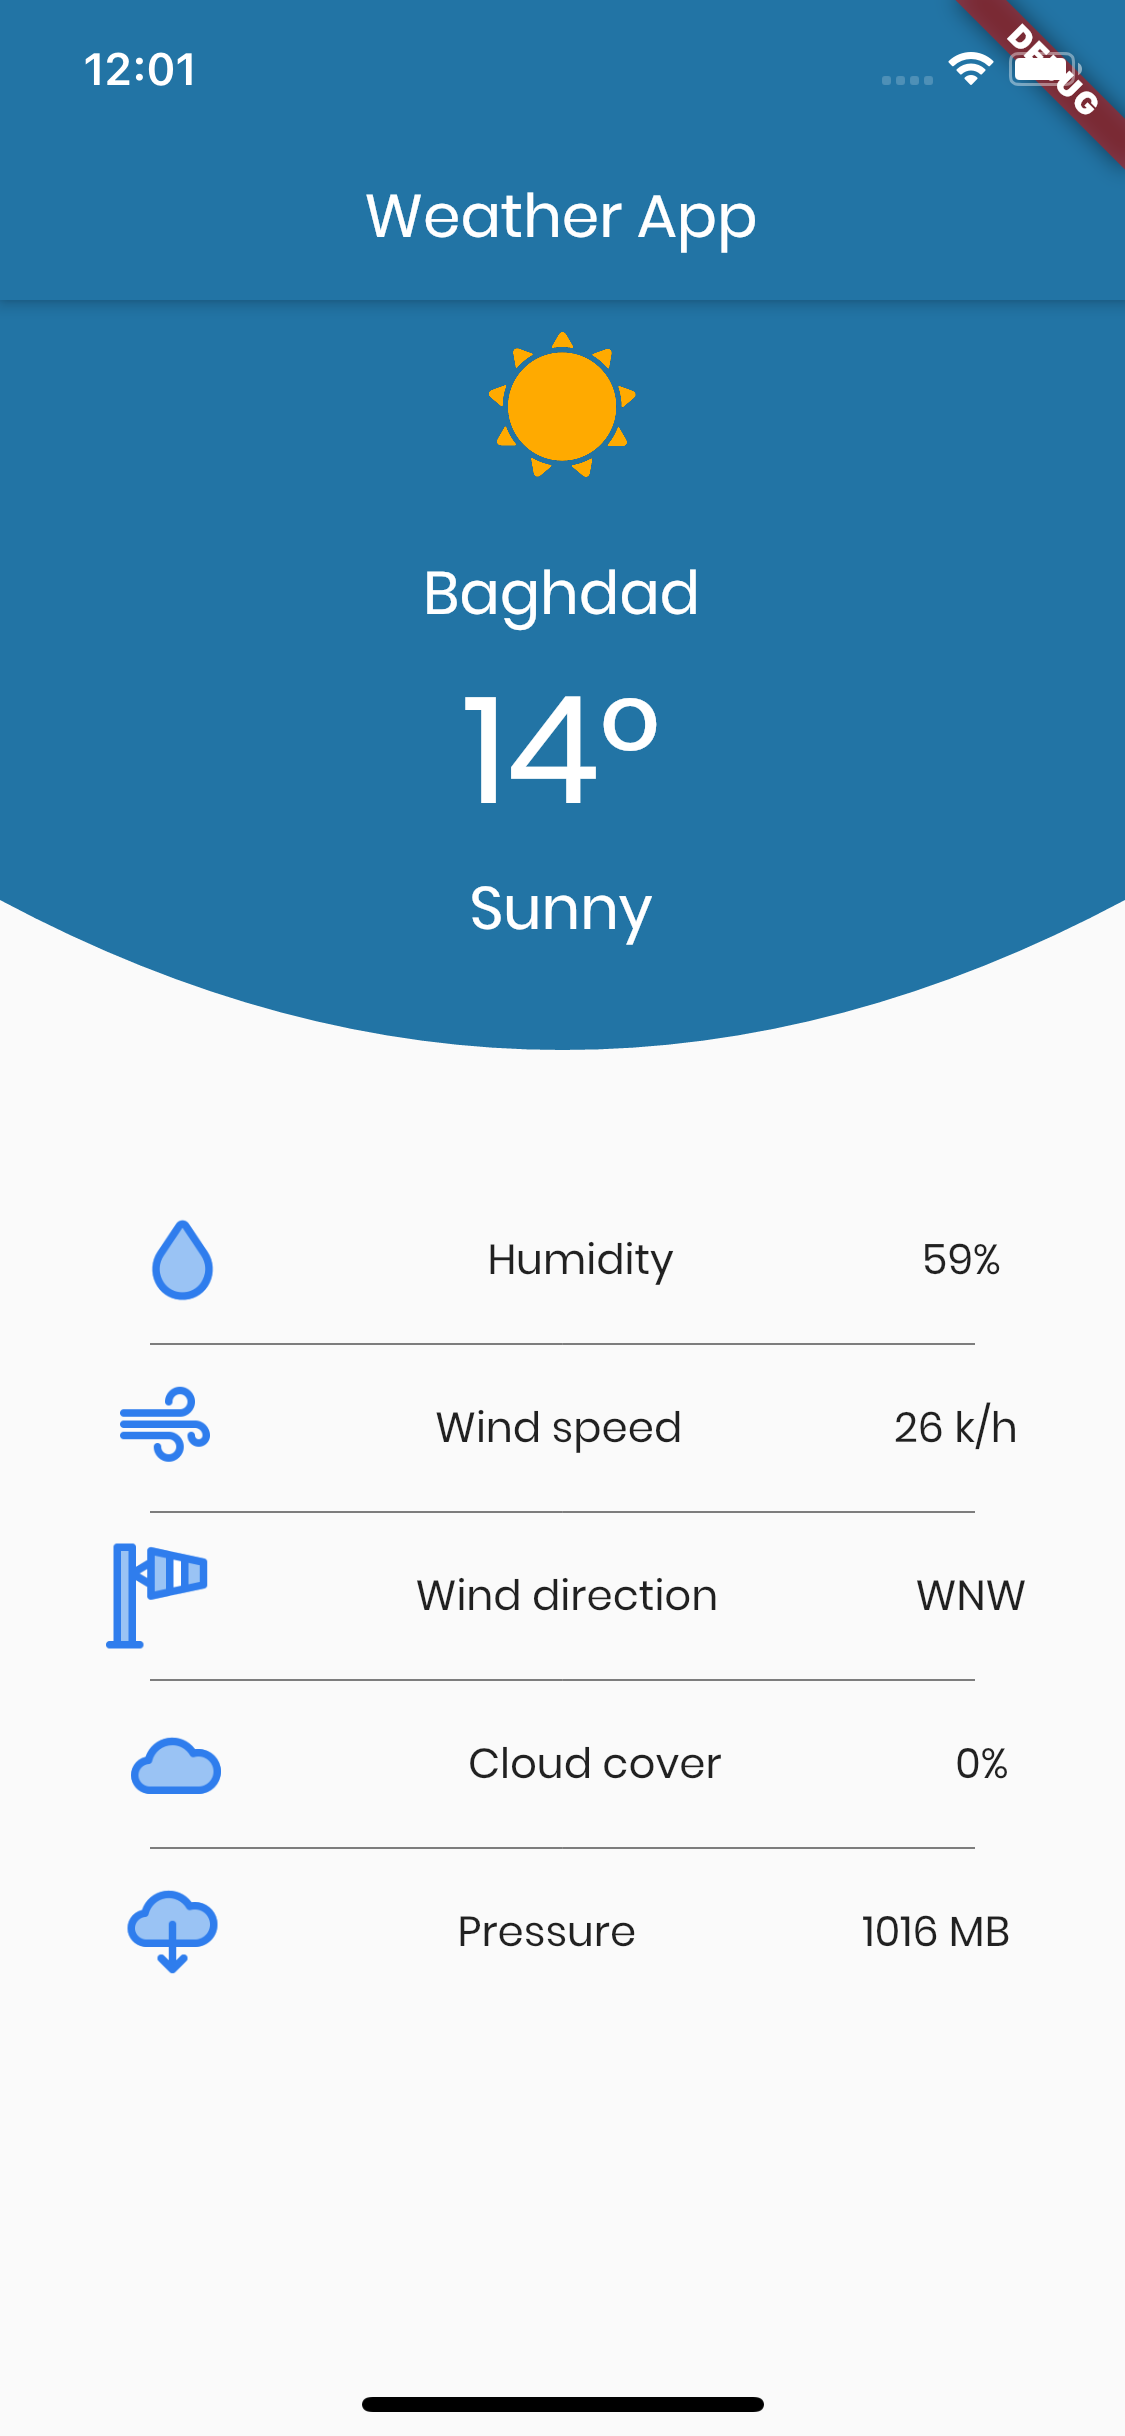 12:01
DEBUG
Weather App
Baghdad
14°
Sunny
Humidity 59%
Wind speed 26 k/h
Wind direction WNW
Cloud cover 0%
Pressure 1016 MB